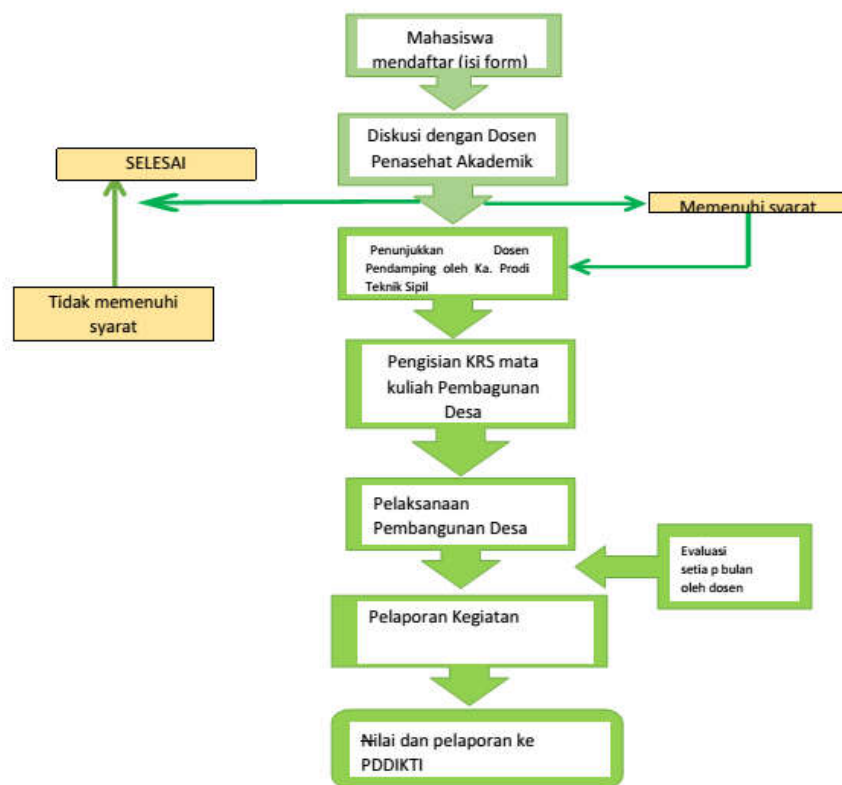 Mahasiswa
mendaftar (isi form)
Diskusi dengan Dosen
Penasehat Akademik
SELESAI
Memenuhi syarat
Penunjukkan Dosen
Pendamping oleh Ka. Prodi
Teknik Sipil
Tidak memenuhi
syarat
Pengisian KRS mata
kuliah Pembagunan
Desa
Pelaksanaan
Pembangunan Desa
Evaluasi
setia p bulan
oleh dosen
Pelaporan Kegiatan
Nilai dan pelaporan ke
PDDIKTI